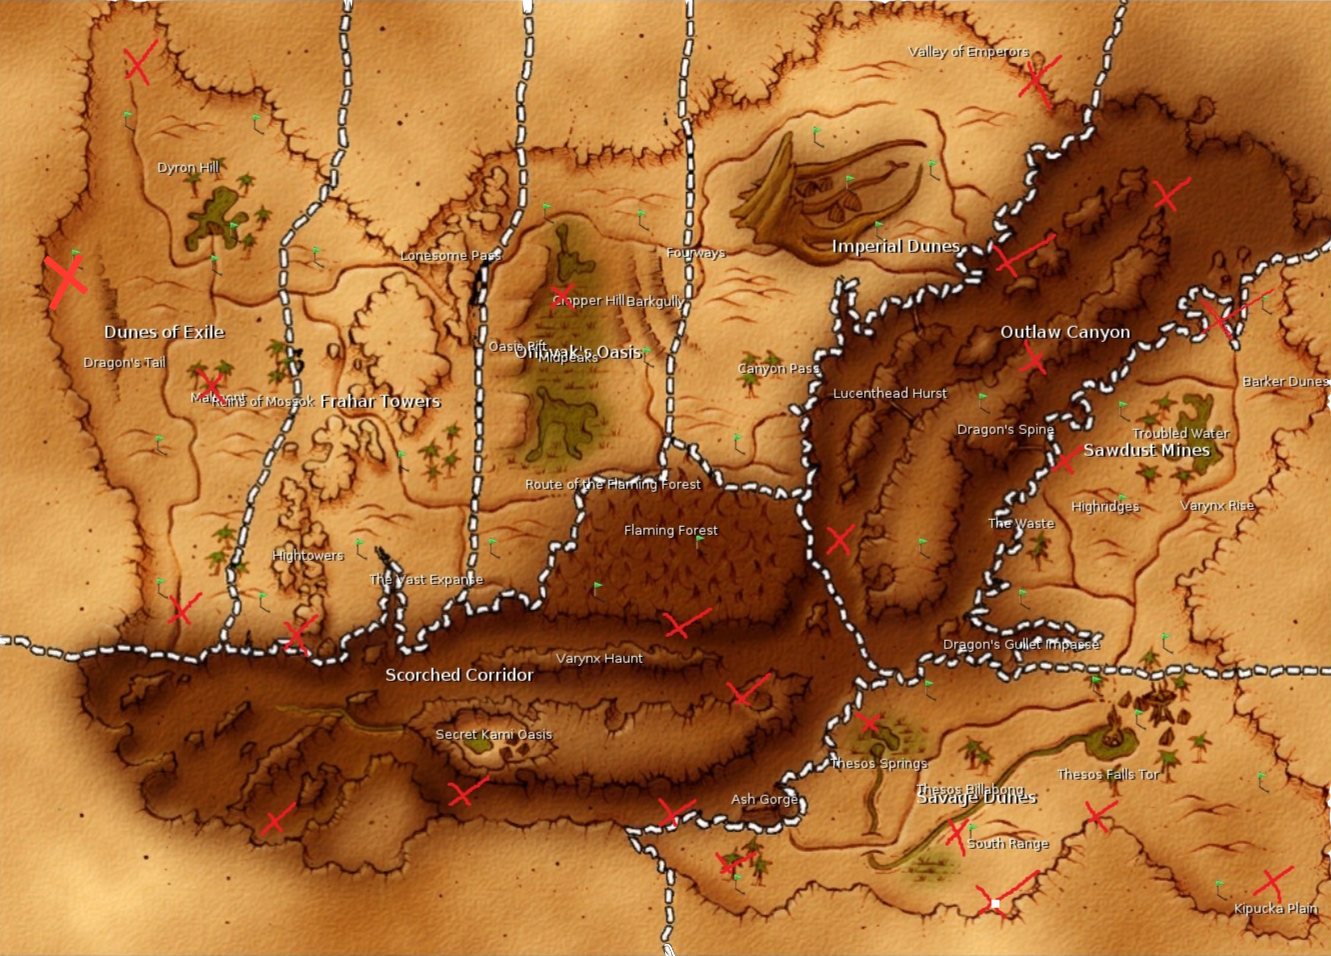 Valley of Emperors
Dyron Hill
Imperial Dunes
Lonesome Pass
Fourways
Cropper Hill
Barkgully
Dunes of Exile
Outlaw Canyon
Oasis Rift
Oflovak's Oasis
Midpeaks
Dragon's Tail
Canyon Pass
Barker Dunes
Lucenthead Hurst
Ruins of Mossok
Frahar Towers
Dragon's Spine
Troubled Water
Sawdust Mines
Route of the Flaming Forest
Highridges
Varynx Rise
The Waste
Flaming Forest
Hightowers
The Vast Expanse
Dragon's Gullet Impasse
Varynx Haunt
Scorched Corridor
Secret Kami Oasis
Thesos Springs
Thesos Falls Tor
Thesos Billabong
Savage Dunes
Ash Gorge
South Range
Kipucka Plain